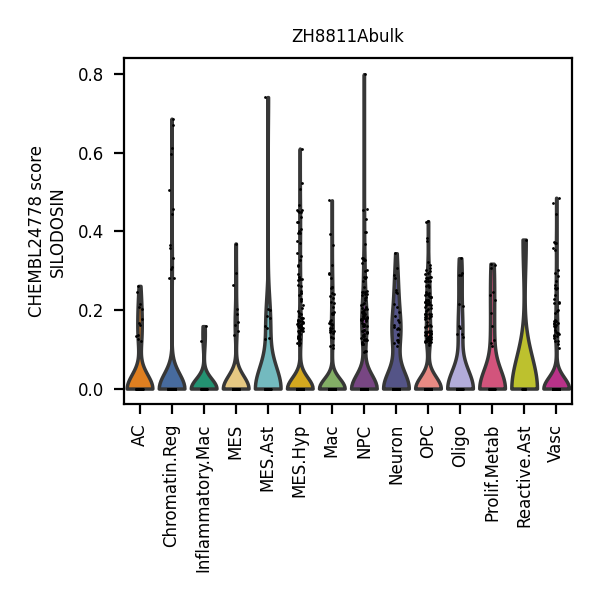 ZH8811Abulk
CHEMBL24778 score
SILODOSIN
0.8
0.6
0.4
0.2
0.0
AC
Chromatin.Reg
Inflammatory.Mac
MES
MES.Ast
MES.Hyp
Mac
NPC
Neuron
OPC
Oligo
Prolif.Metab
Reactive.Ast
Vasc